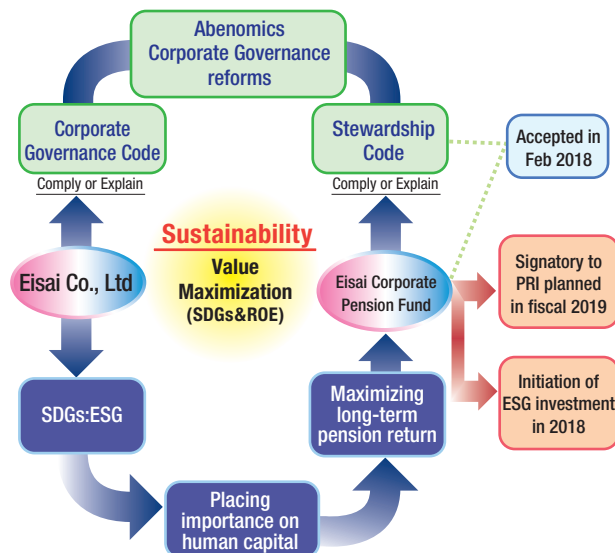 Abenomics
Corporate Governance
reforms
Corporate
Governance Code
Stewardship
Code
Accepted in
Feb 2018
Comply or Explain
Comply or Explain
Sustainability
Value
Maximization
(SDGs&ROE)
Eisai Co., Ltd
Eisai Corporate
Pension Fund
Signatory to
PRI planned
in fiscal 2019
SDGs:ESG
Maximizing
long-term
pension return
Initiation of
ESG investment
in 2018
Placing
importance on
human capital